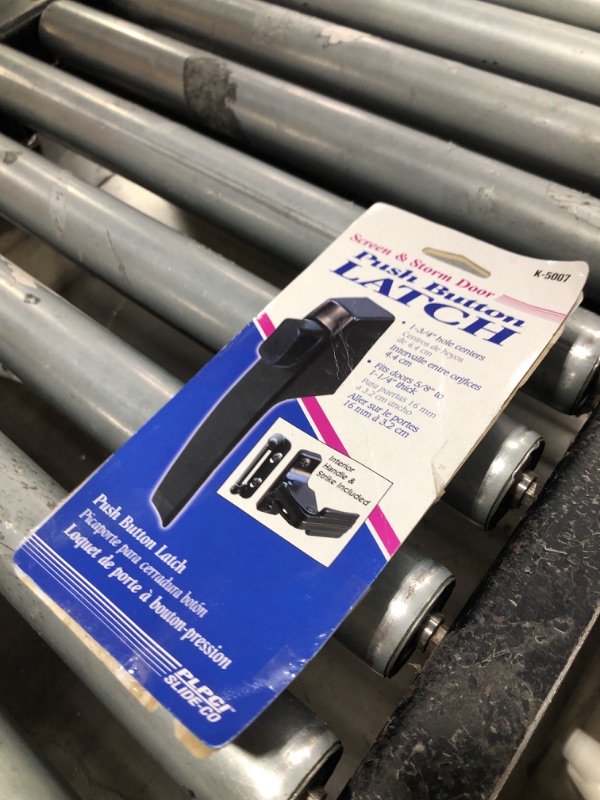 K-5007
Screen & Storm Door
Push Button
LATCH
• 1-3/4" hole centers
Centros de hoyos
de 4.4 cm
Intervalle entre orifices
4.4 cm
• Fits doors 5/8" to
1-1/4" thick
Para puertas 16 mm
à 3.2 cm ancho
Aller sur le portes
16 mm à 3.2 cm
Interior
Handle &
Strike Included
Push Button Latch
Picaporte para cerradura botón
Loquet de porte à bouton-pression
SLIDE-CO